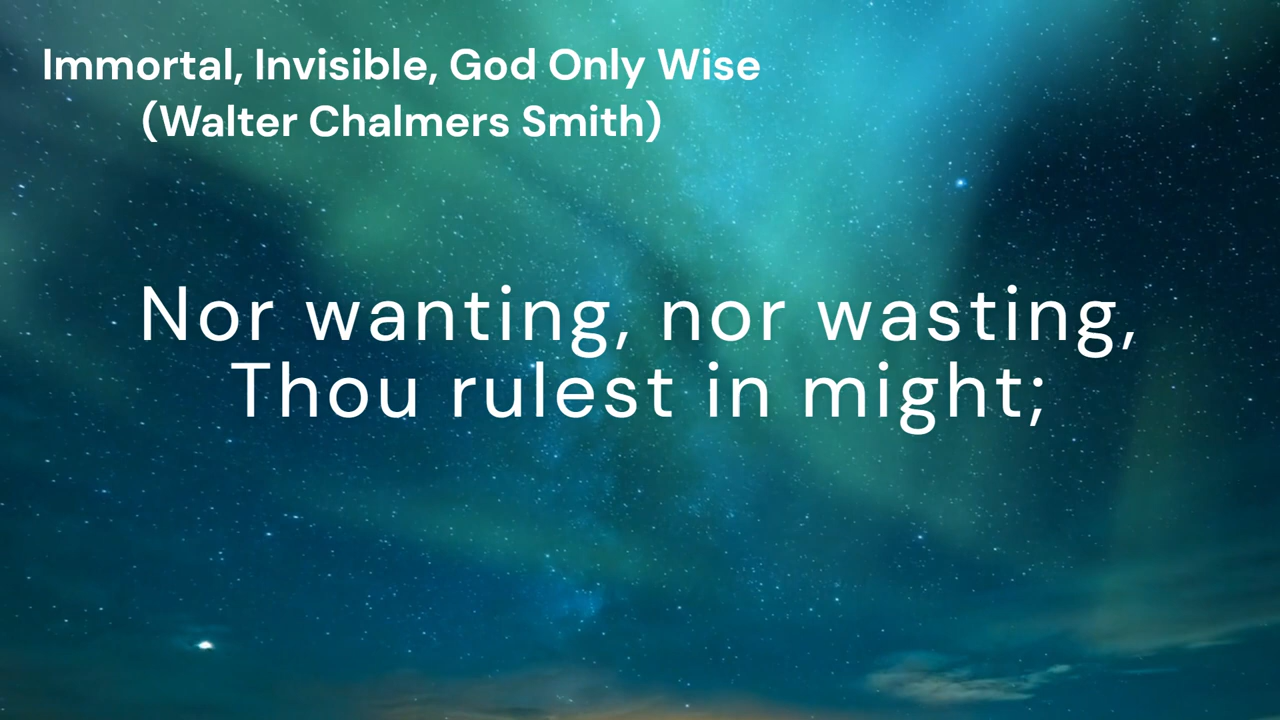 Immortal, Invisible, God Only Wise
(Walter Chalmers Smith)
Nor wanting, nor wasting,
Thou rulest in might;